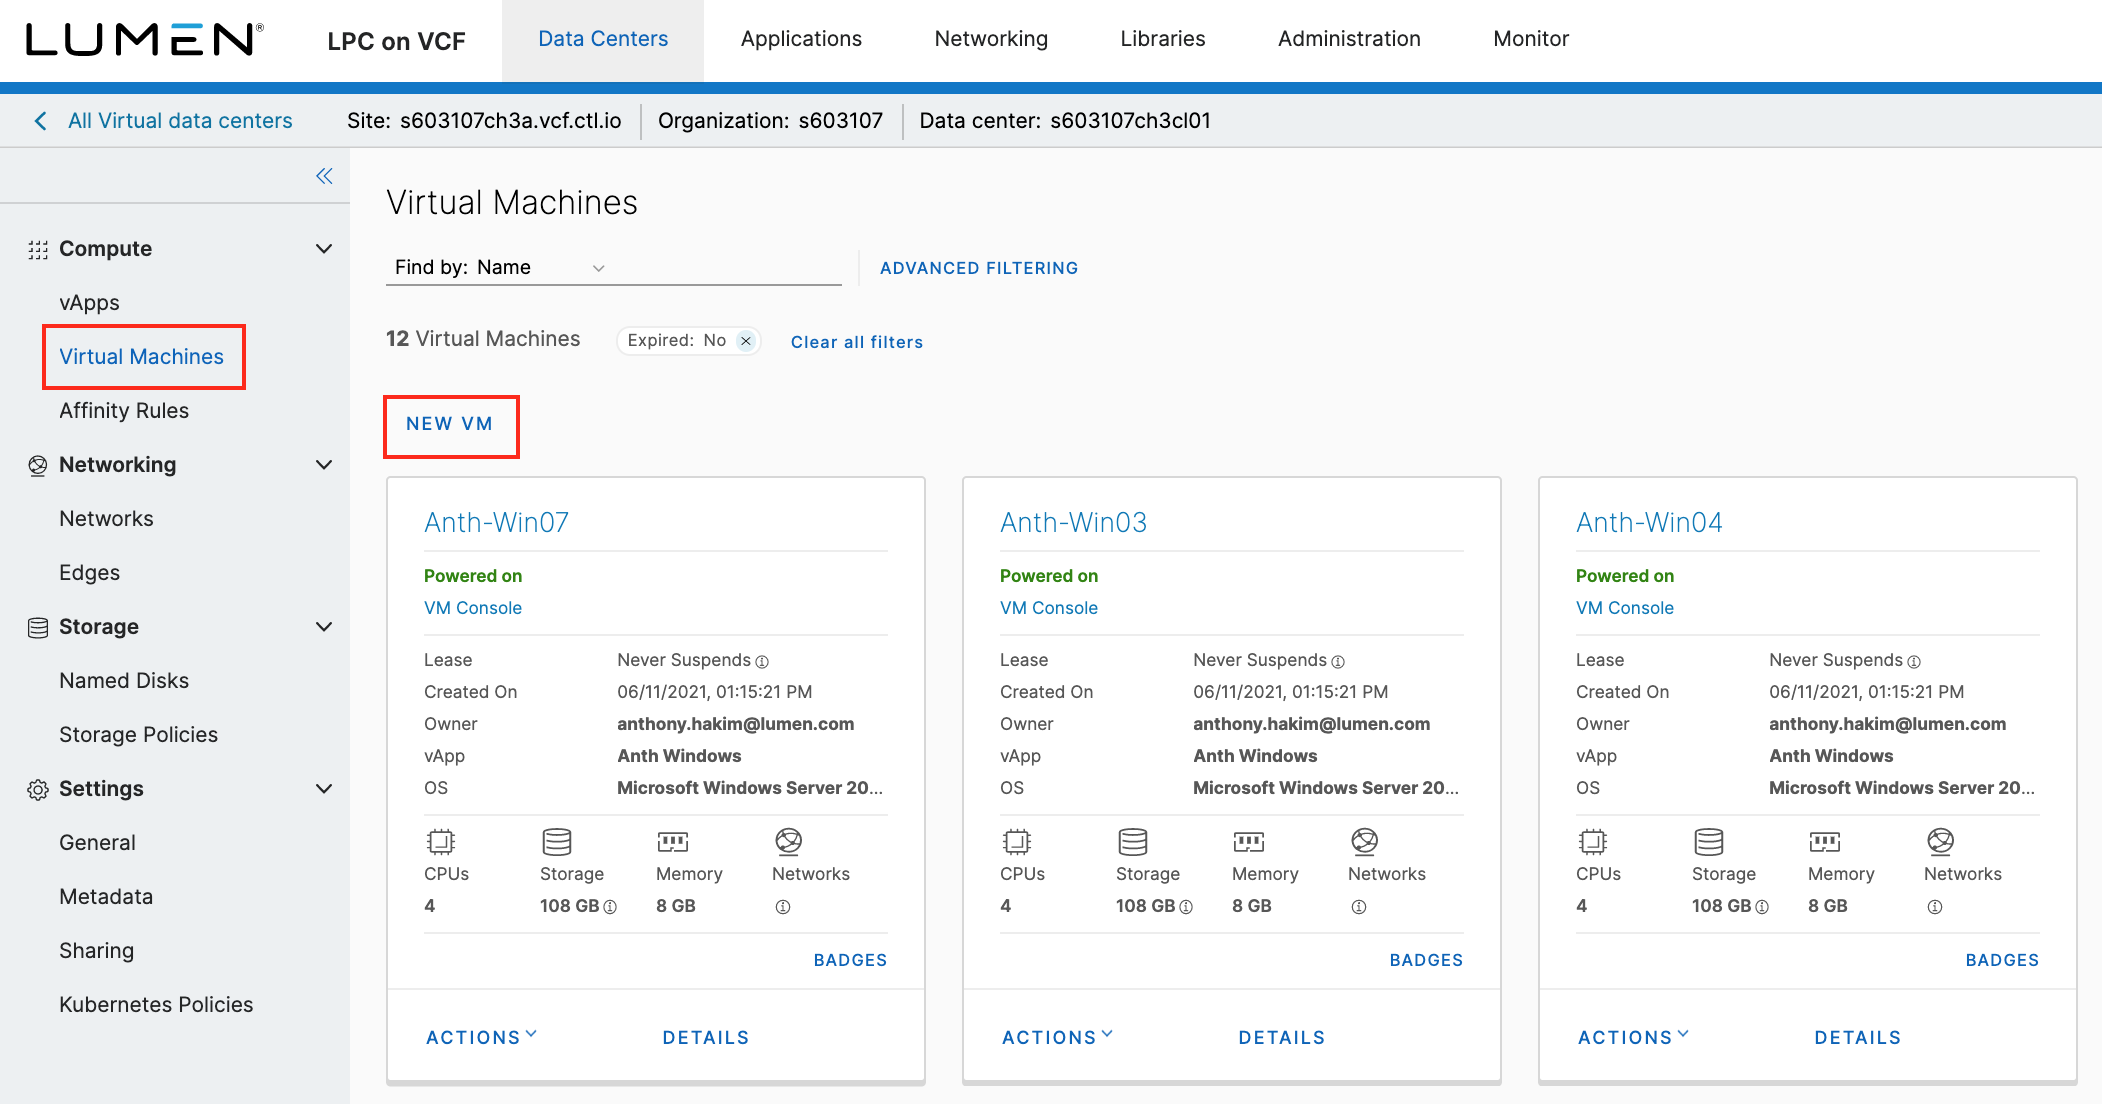 LUMEN®
LPC on VCF
Data Centers
Applications
Networking
Libraries
Administration
Monitor
All Virtual data centers
Site: s603107ch3a.vcf.ctl.io
Organization: s603107
Data center: s603107ch3cl01
Compute
vApps
Virtual Machines
Affinity Rules
Networking
Networks
Edges
Storage
Named Disks
Storage Policies
Settings
General
Metadata
Sharing
Kubernetes Policies
Virtual Machines
Find by: Name
ADVANCED FILTERING
12 Virtual Machines
Expired: No
Clear all filters
NEW VM
Anth-Win07
Powered on
VM Console
Lease Never Suspends
Created On 06/11/2021, 01:15:21 PM
Owner anthony.hakim@lumen.com
vApp Anth Windows
OS Microsoft Windows Server 20...
CPUs Storage Memory Networks
4 108 GB 8 GB
BADGES
ACTIONS DETAILS
Anth-Win03
Powered on
VM Console
Lease Never Suspends
Created On 06/11/2021, 01:15:21 PM
Owner anthony.hakim@lumen.com
vApp Anth Windows
OS Microsoft Windows Server 20...
CPUs Storage Memory Networks
4 108 GB 8 GB
BADGES
ACTIONS DETAILS
Anth-Win04
Powered on
VM Console
Lease Never Suspends
Created On 06/11/2021, 01:15:21 PM
Owner anthony.hakim@lumen.com
vApp Anth Windows
OS Microsoft Windows Server 20...
CPUs Storage Memory Networks
4 108 GB 8 GB
BADGES
ACTIONS DETAILS